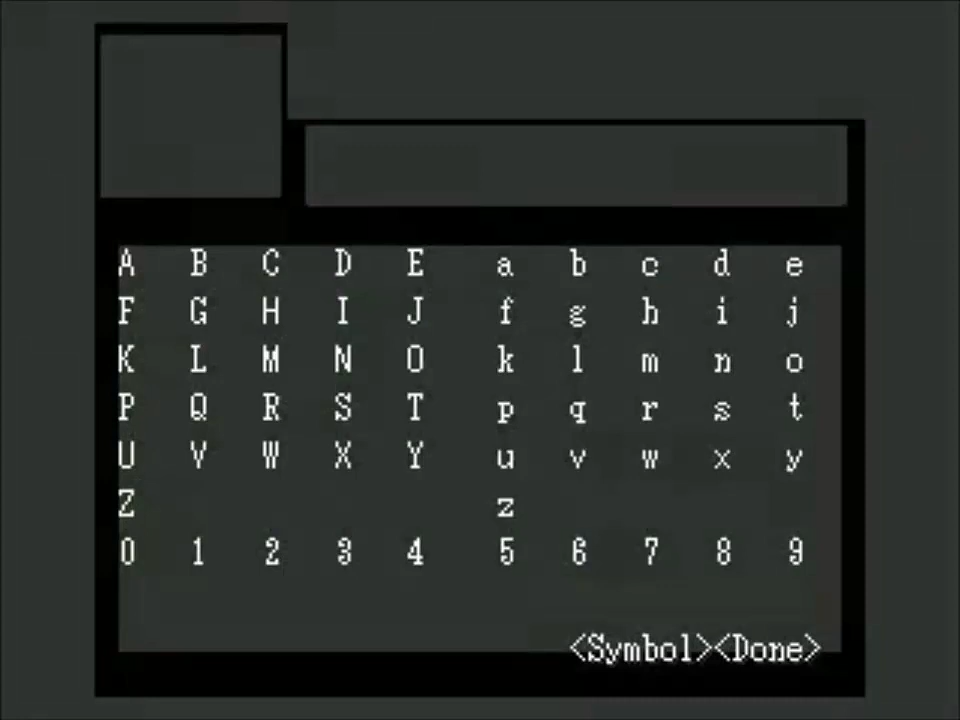 A B C D E a b c d e
F G H I J f g h i j
K L M N O k l m n o
P Q R S T p q r s t
U V W X Y u v w x y
Z z
0 1 2 3 4 5 6 7 8 9
<Symbol><Done>